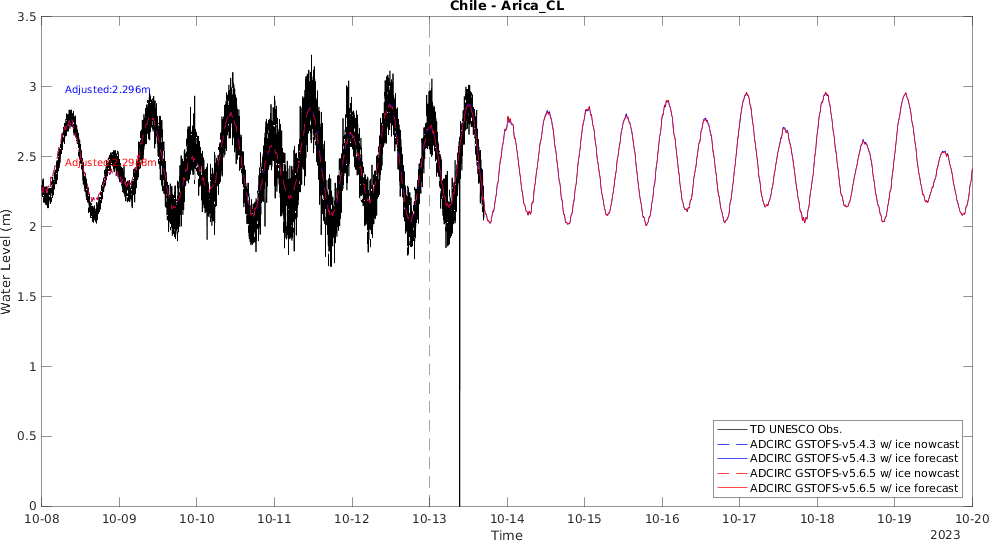 Chile - Arica_CL
3.5
3
2.5
2
1.5
1
0.5
0
Water Level (m)
Adjusted:2.296m
10-08
10-09
10-10
10-11
10-12
10-13
10-14
10-15
10-16
10-17
10-18
10-19
10-20
Time
2023
TD UNESCO Obs.
ADCIRC GSTOFS-v5.4.3 w/ ice nowcast
ADCIRC GSTOFS-v5.4.3 w/ ice forecast
ADCIRC GSTOFS-v5.6.5 w/ ice nowcast
ADCIRC GSTOFS-v5.6.5 w/ ice forecast